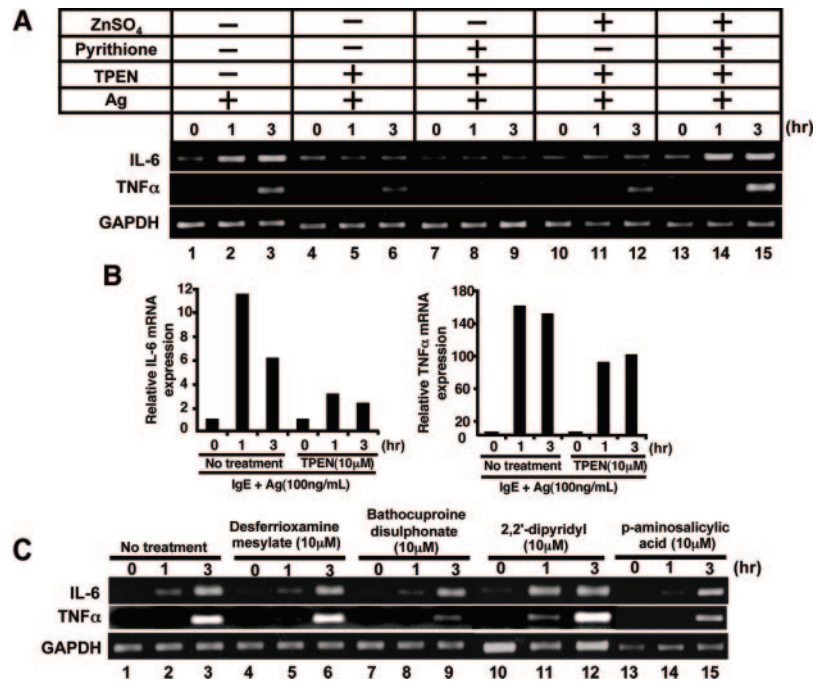 A
ZnSO₄ − − − + +
Pyrithione − − + − +
TPEN − + + + +
Ag + + + + +
0 1 3 0 1 3 0 1 3 0 1 3 0 1 3 (hr)
IL-6
TNFα
GAPDH
1 2 3 4 5 6 7 8 9 10 11 12 13 14 15
B
Relative IL-6 mRNA
expression
12
10
8
6
4
2
0
0 1 3 0 1 3 (hr)
No treatment TPEN(10μM)
IgE + Ag(100ng/mL)
Relative TNFα mRNA
expression
180
140
100
60
20
0
0 1 3 0 1 3 (hr)
No treatment TPEN(10μM)
IgE + Ag(100ng/mL)
C
No treatment
Desferrioxamine
mesylate (10μM)
Bathocuproine
disulphonate
(10μM)
2,2'-dipyridyl
(10μM)
p-aminosalicylic
acid (10μM)
0 1 3 0 1 3 0 1 3 0 1 3 0 1 3 (hr)
IL-6
TNFα
GAPDH
1 2 3 4 5 6 7 8 9 10 11 12 13 14 15